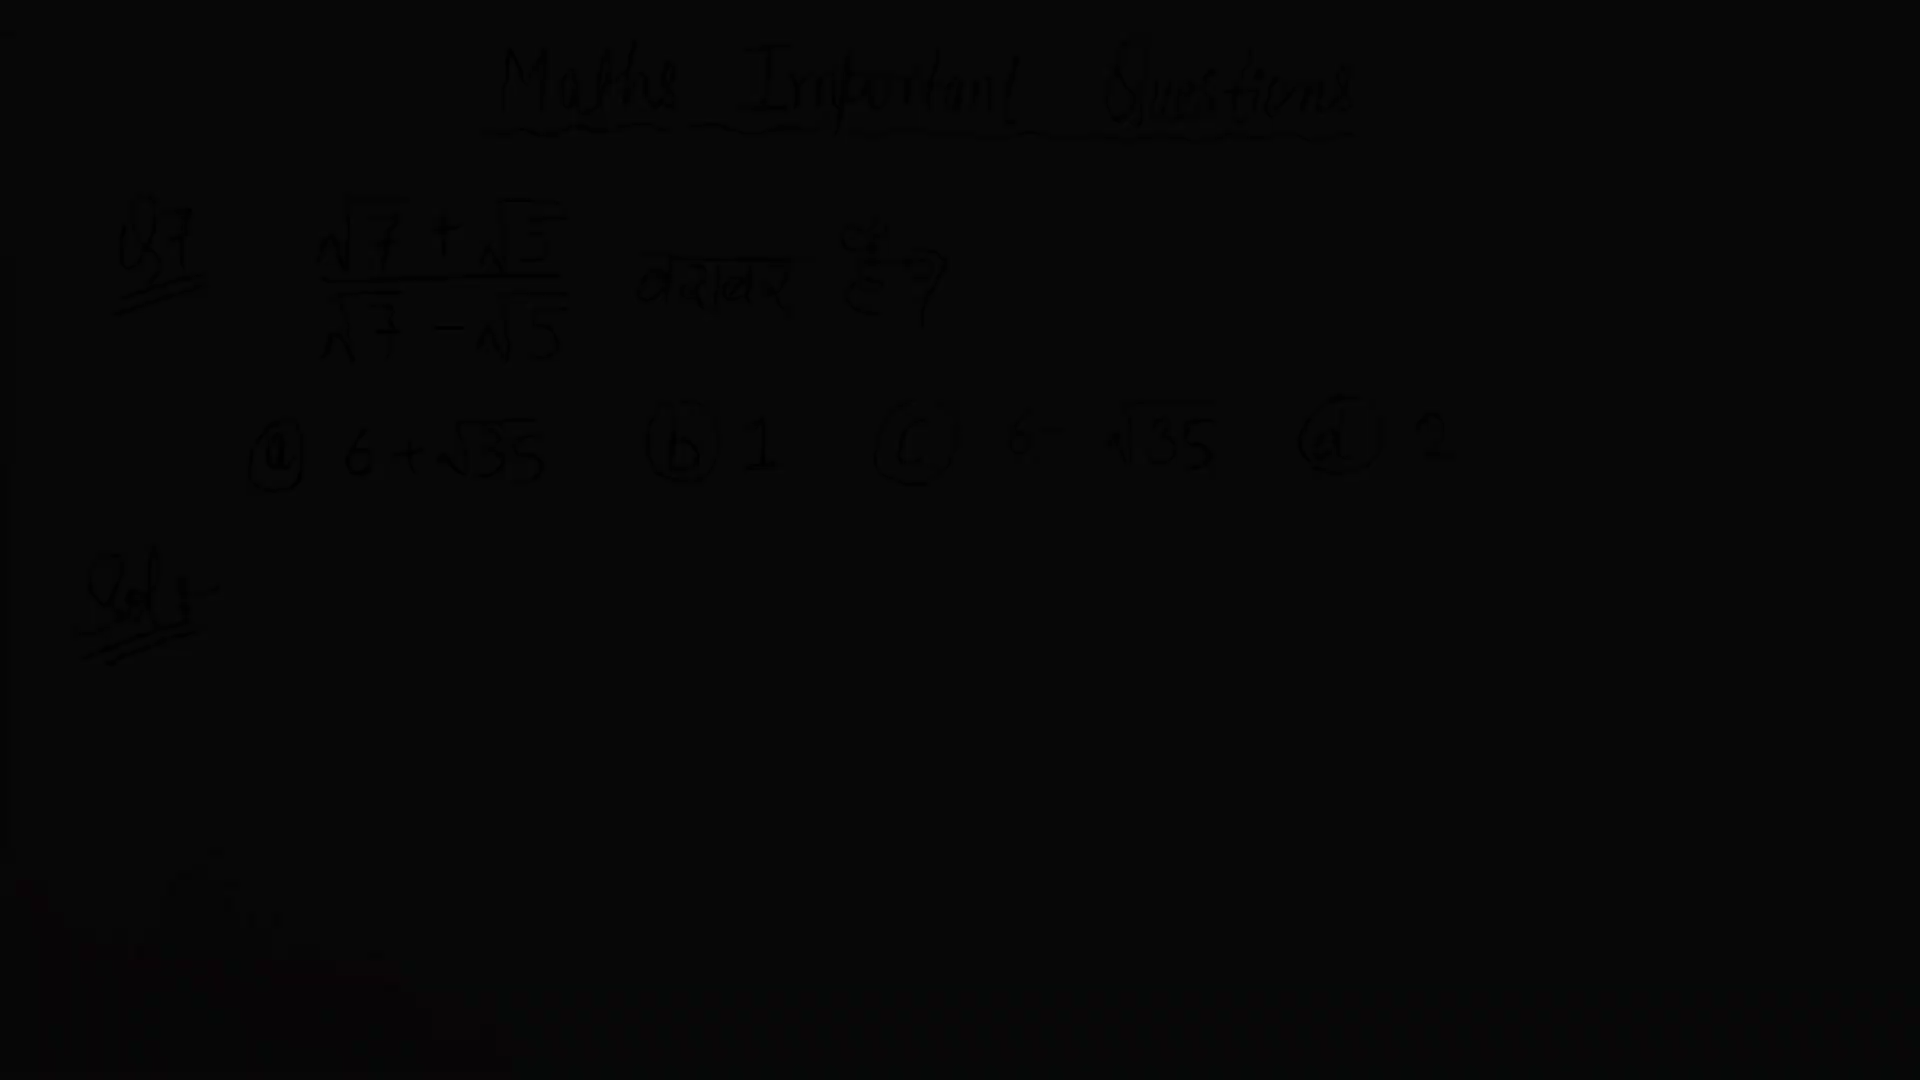 Maths Important Questions
Q7 √7 + √5 / √7 - √5 बराबर है?
(a) 6 + √35 (b) 1 (c) 6 - √35 (d) 2
Sol:-